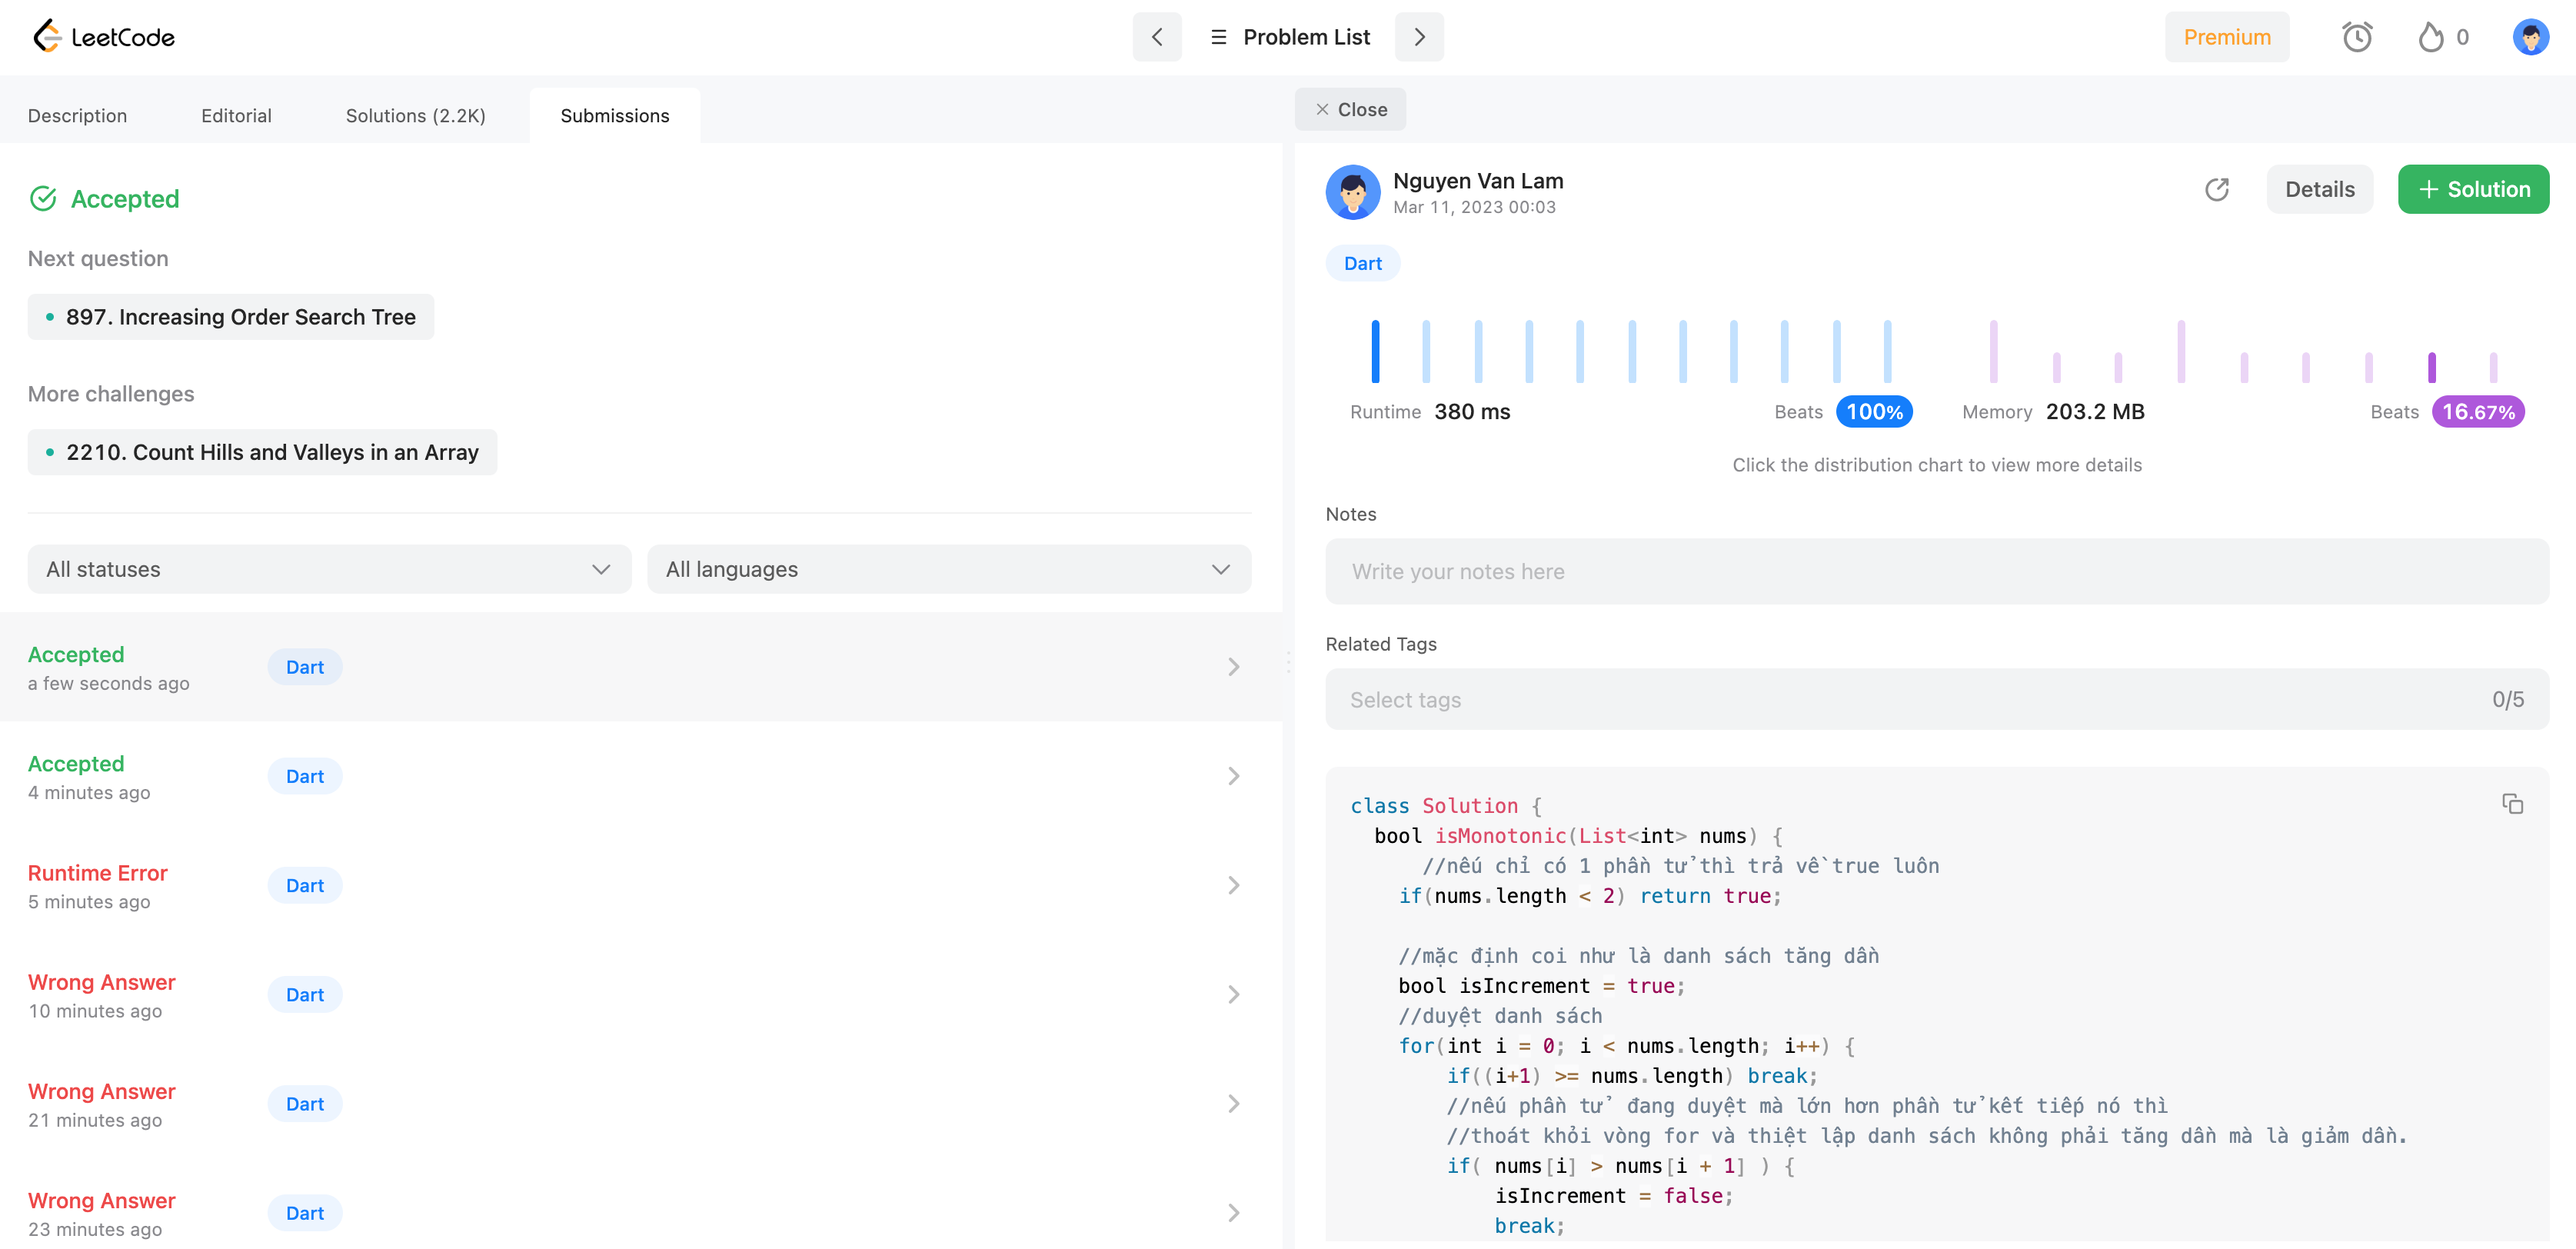 LeetCode
Problem List
Premium
0
Description
Editorial
Solutions (2.2K)
Submissions
Accepted
Next question
897. Increasing Order Search Tree
More challenges
2210. Count Hills and Valleys in an Array
All statuses
All languages
Accepted
a few seconds ago
Dart
Accepted
4 minutes ago
Dart
Runtime Error
5 minutes ago
Dart
Wrong Answer
10 minutes ago
Dart
Wrong Answer
21 minutes ago
Dart
Wrong Answer
23 minutes ago
Dart
Close
Nguyen Van Lam
Mar 11, 2023 00:03
Details
+ Solution
Dart
Runtime 380 ms
Beats 100%
Memory 203.2 MB
Beats 16.67%
Click the distribution chart to view more details
Notes
Write your notes here
Related Tags
Select tags
0/5
class Solution {
bool isMonotonic(List<int> nums) {
//nếu chỉ có 1 phần tử thì trả về true luôn
if(nums.length < 2) return true;
//mặc định coi như là danh sách tăng dần
bool isIncrement = true;
//duyệt danh sách
for(int i = 0; i < nums.length; i++) {
if((i+1) >= nums.length) break;
//nếu phần tử đang duyệt mà lớn hơn phần tử kết tiếp nó thì
//thoát khỏi vòng for và thiệt lập danh sách không phải tăng dần mà là giảm dần.
if( nums[i] > nums[i + 1] ) {
isIncrement = false;
break;